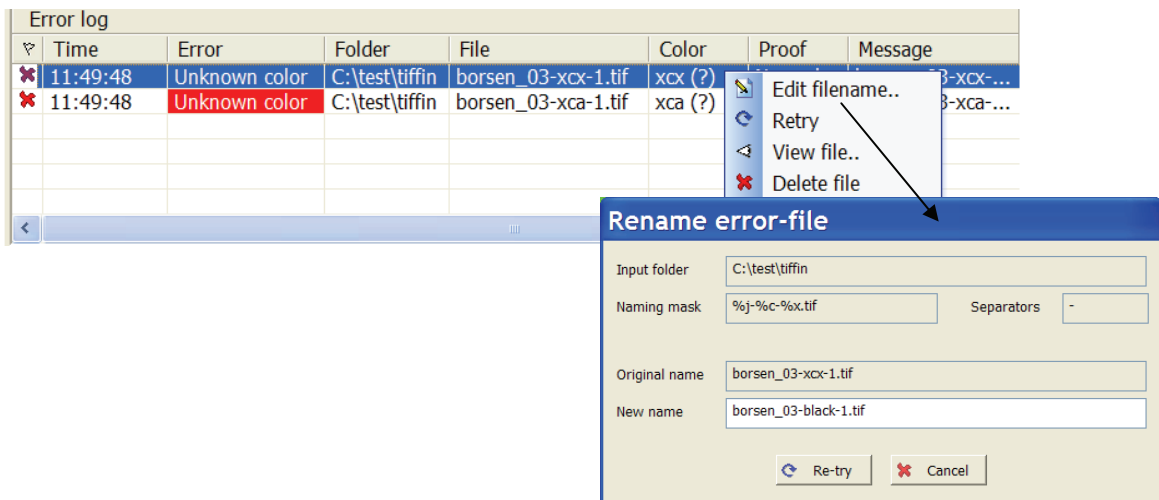 Error log
Time Error Folder File Color Proof Message
11:49:48 Unknown color C:\test\tiffin borsen_03-xcx-1.tif xcx (?)
11:49:48 Unknown color C:\test\tiffin borsen_03-xca-1.tif xca (?) 3-xca-...
Edit filename..
Retry
View file..
Delete file
Rename error-file
Input folder C:\test\tiffin
Naming mask %j-%c-%x.tif Separators -
Original name borsen_03-xcx-1.tif
New name borsen_03-black-1.tif
Re-try Cancel